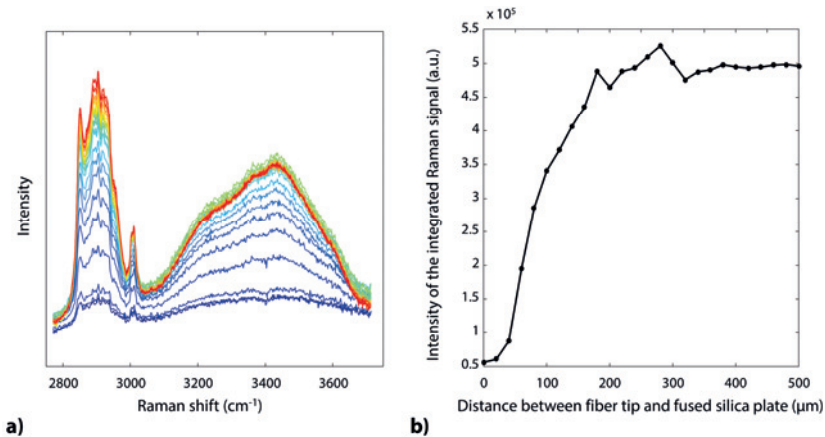 Intensity
2800 3000 3200 3400 3600
Raman shift (cm⁻¹)
a)
x 10⁵
5.5
5
4.5
4
3.5
3
2.5
2
1.5
1
0.5
0 100 200 300 400 500
Intensity of the integrated Raman signal (a.u.)
Distance between fiber tip and fused silica plate (µm)
b)